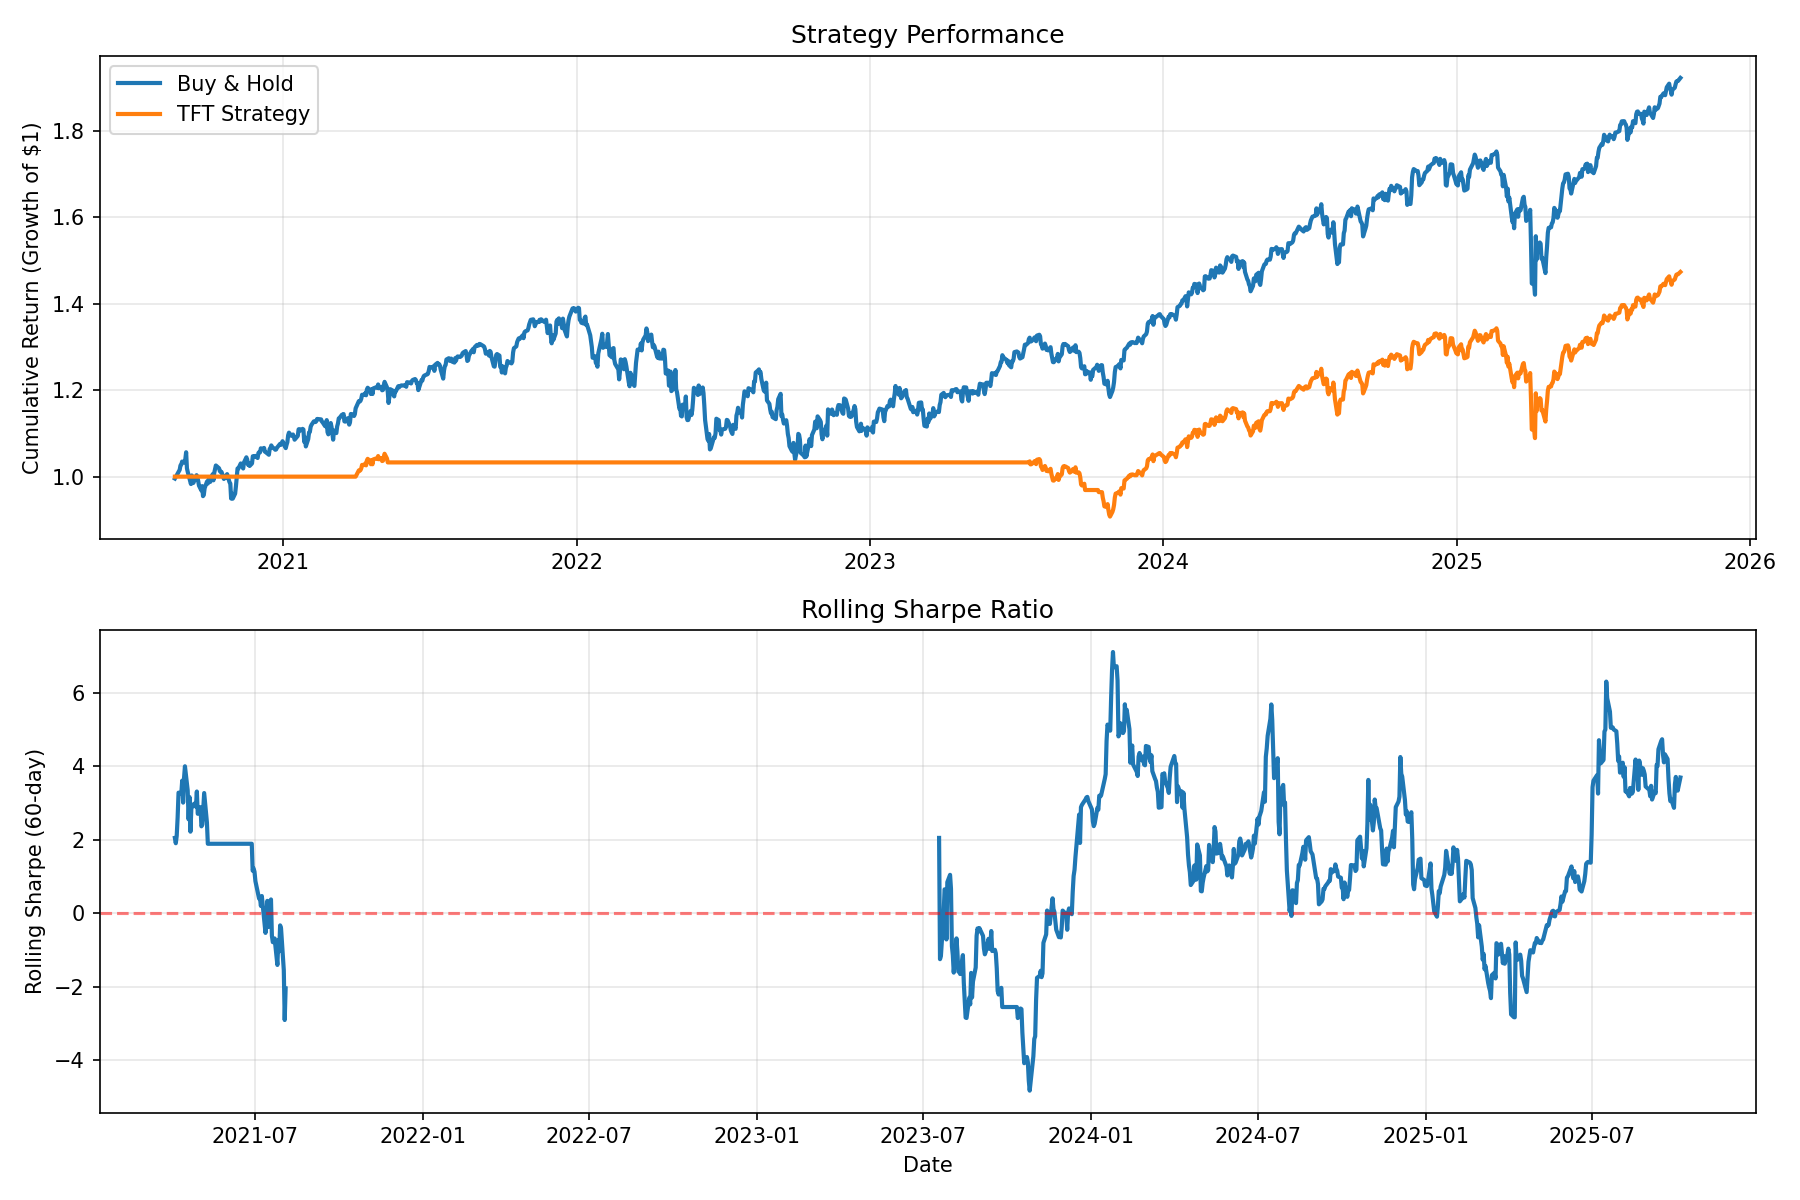 Strategy Performance
Buy & Hold
TFT Strategy
Cumulative Return (Growth of $1)
1.8
1.6
1.4
1.2
1.0
2021 2022 2023 2024 2025 2026
Rolling Sharpe Ratio
Rolling Sharpe (60-day)
6
4
2
0
−2
−4
2021-07 2022-01 2022-07 2023-01 2023-07 2024-01 2024-07 2025-01 2025-07
Date